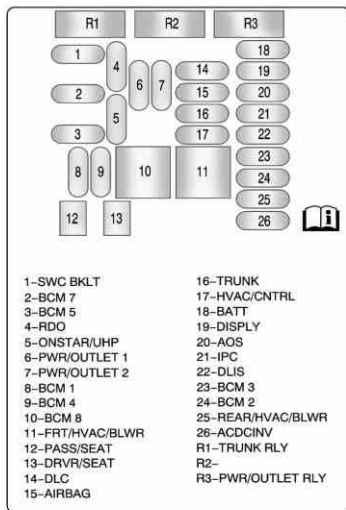 R1 R2 R3
1
4
18
6 7
14
19
2
15
20
5
16
21
3
17
22
8 9
10
11
23
24
12
13
25
26
1-SWC BKLT
2-BCM 7
3-BCM 5
4-RDO
5-ONSTAR/UHP
6-PWR/OUTLET 1
7-PWR/OUTLET 2
8-BCM 1
9-BCM 4
10-BCM 8
11-FRT/HVAC/BLWR
12-PASS/SEAT
13-DRVR/SEAT
14-DLC
15-AIRBAG
16-TRUNK
17-HVAC/CNTRL
18-BATT
19-DISPLY
20-AOS
21-IPC
22-DLIS
23-BCM 3
24-BCM 2
25-REAR/HVAC/BLWR
26-ACDCINV
R1-TRUNK RLY
R2-
R3-PWR/OUTLET RLY